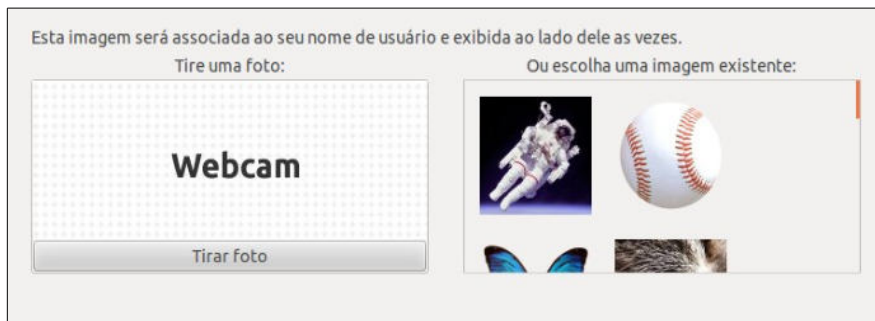 Esta imagem será associada ao seu nome de usuário e exibida ao lado dele as vezes.
Tire uma foto:
Ou escolha uma imagem existente:
Webcam
Tirar foto